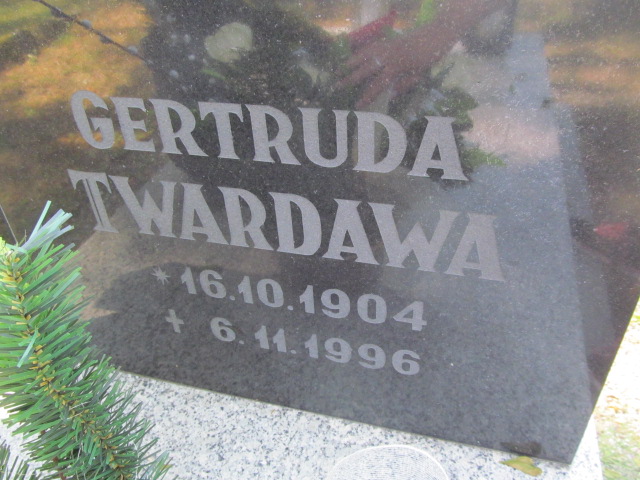 GERTRUDA
TWARDAWA
* 16.10.1904
† 6.11.1996